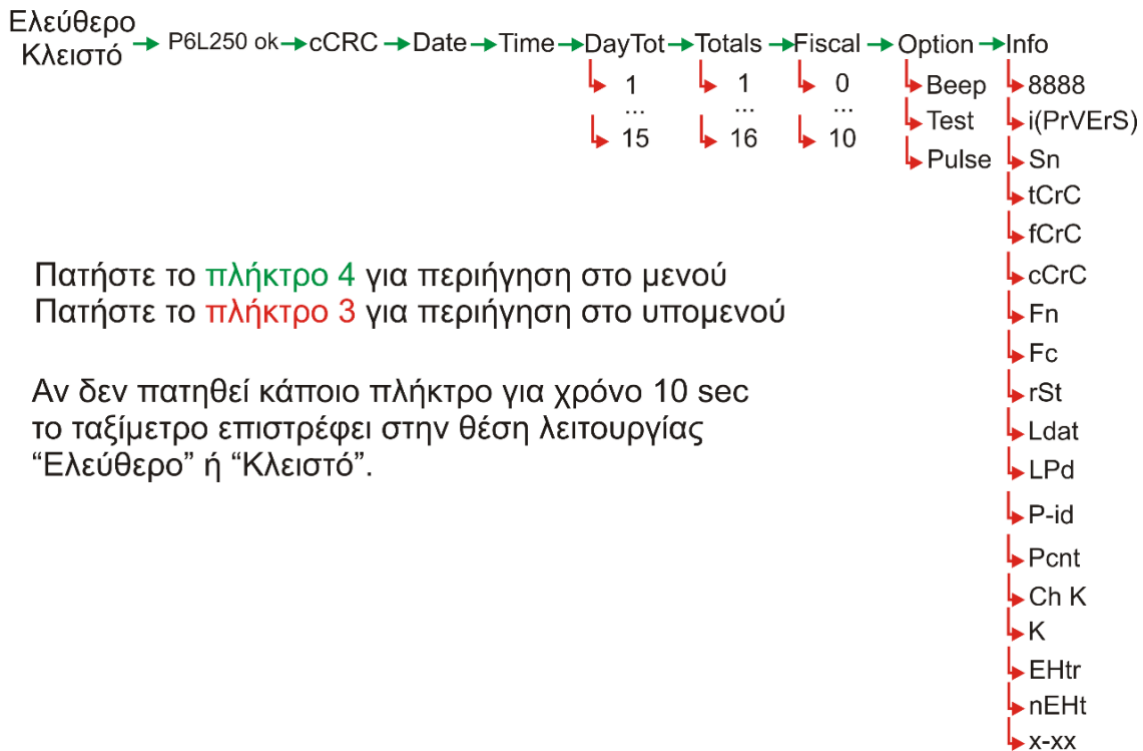 Ελεύθερο
Κλειστό
P6L250 ok cCRC Date Time DayTot Totals Fiscal Option Info
1 1 0 Beep 8888
... ... ... Test i(PrVErS)
15 16 10 Pulse Sn
tCrC
fCrC
cCrC
Fn
Fc
rSt
Ldat
LPd
P-id
Pcnt
Ch K
K
EHtr
nEHt
x-xx
Πατήστε το πλήκτρο 4 για περιήγηση στο μενού
Πατήστε το πλήκτρο 3 για περιήγηση στο υπομενού
Αν δεν πατηθεί κάποιο πλήκτρο για χρόνο 10 sec
το ταξίμετρο επιστρέφει στην θέση λειτουργίας
“Ελεύθερο” ή “Κλειστό”.